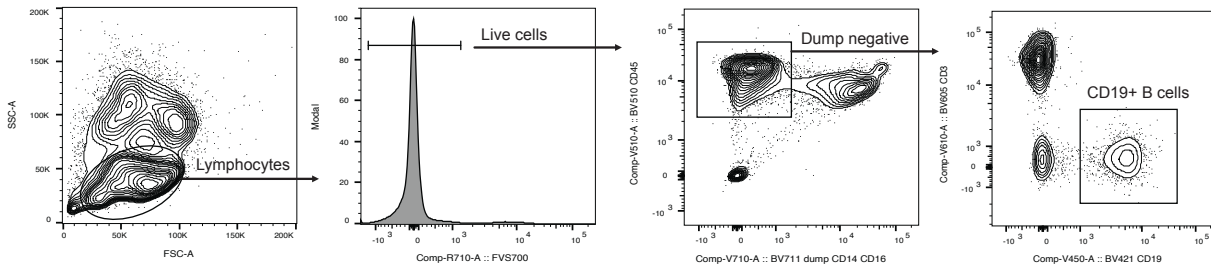 200K
150K
100K
50K
0
SSC-A
0 50K 100K 150K 200K
FSC-A
Lymphocytes
100
80
60
40
20
0
Modal
-10 3 0 10 3 10 4 10 5
Comp-R710-A :: FVS700
Live cells
10 5
10 4
10 3
0
-10 3
Comp-V510-A :: BV510 CD45
-10 3 0 10 3 10 4 10 5
Comp-V710-A :: BV711 dump CD14 CD16
Dump negative
10 5
10 4
10 3
0
-10 3
Comp-V610-A :: BV605 CD3
CD19+ B cells
-10 3 0 10 3 10 4 10 5
Comp-V450-A :: BV421 CD19